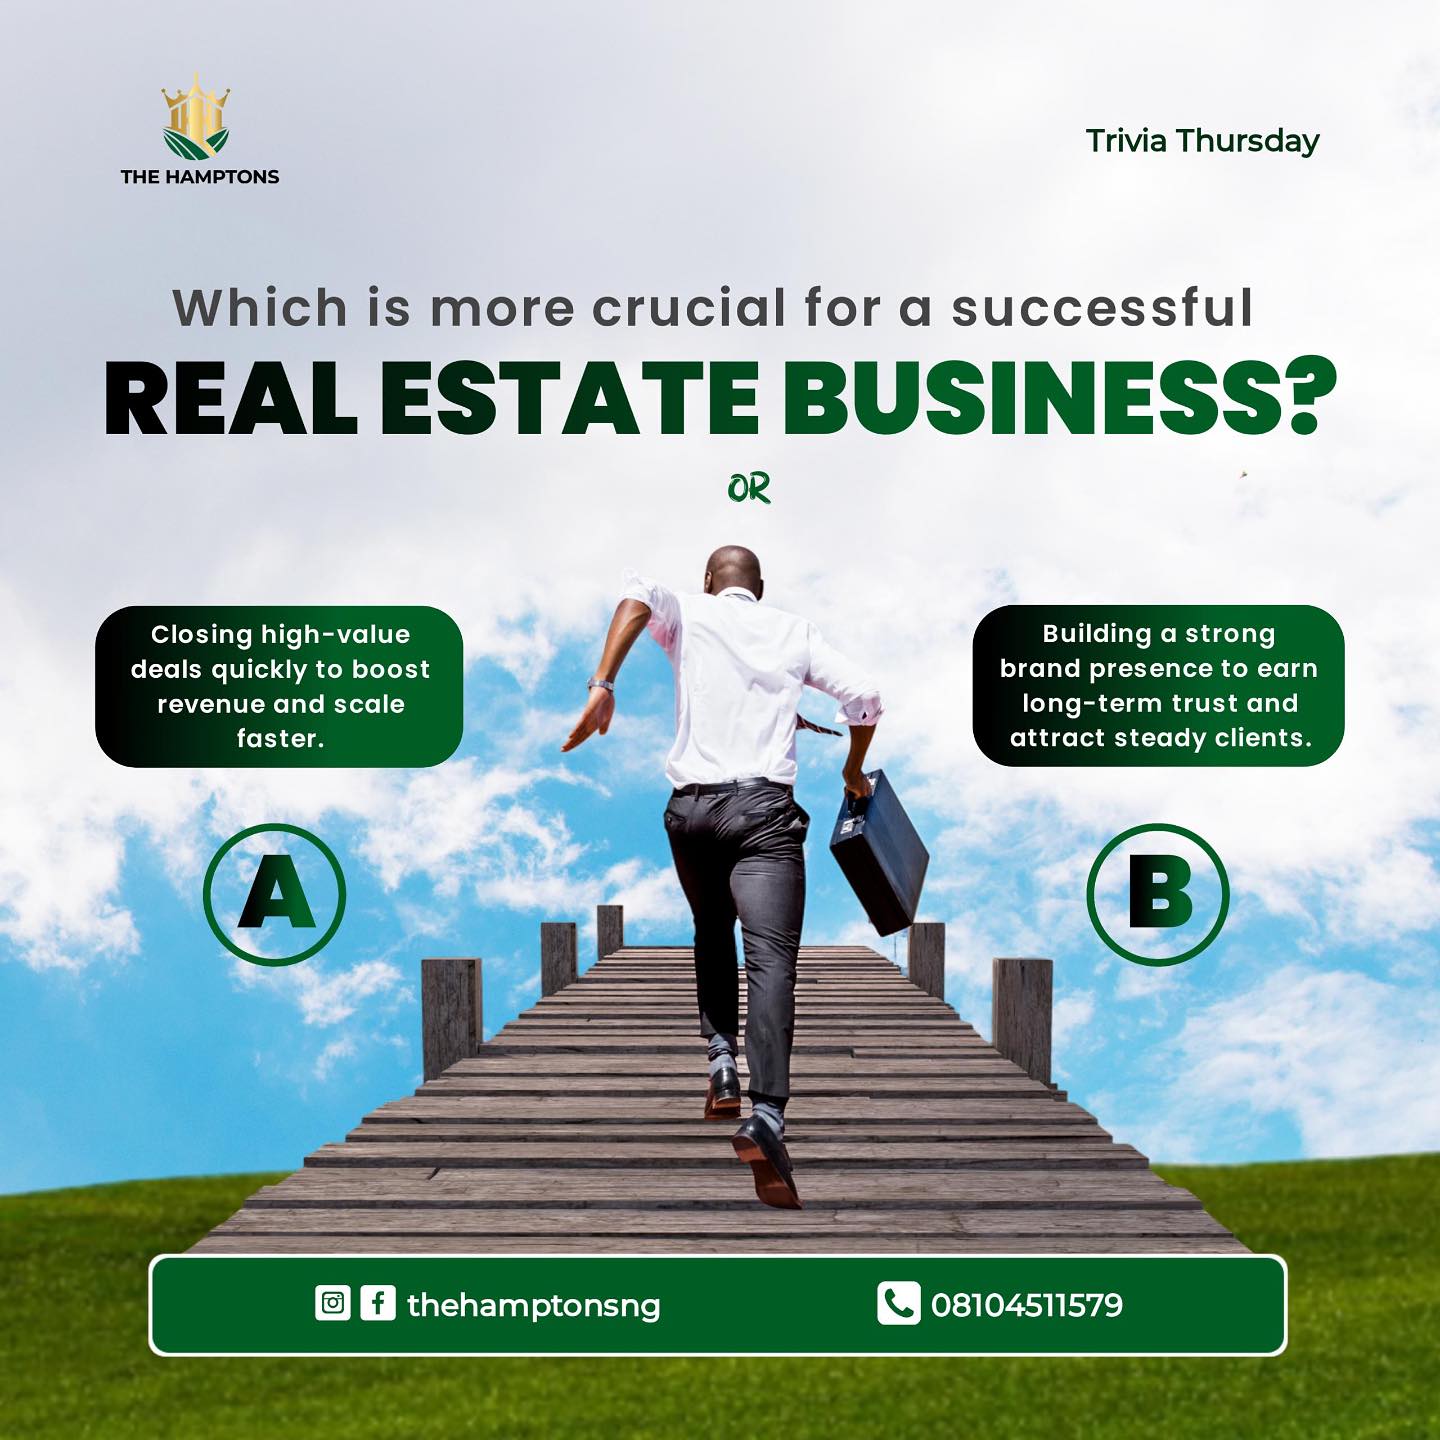 THE HAMPTONS
Trivia Thursday
Which is more crucial for a successful
REAL ESTATE BUSINESS?
OR
Closing high-value
deals quickly to boost
revenue and scale
faster.
A
Building a strong
brand presence to earn
long-term trust and
attract steady clients.
B
thehamptonsng
08104511579